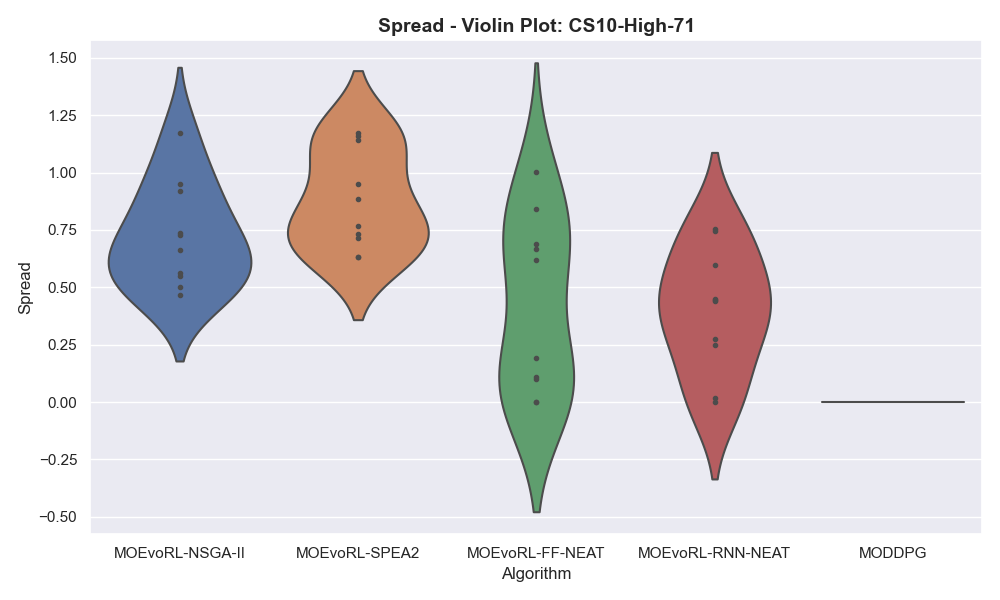 Spread - Violin Plot: CS10-High-71
1.50
1.25
1.00
0.75
0.50
0.25
0.00
−0.25
−0.50
Spread
MOEvoRL-NSGA-II
MOEvoRL-SPEA2
MOEvoRL-FF-NEAT
MOEvoRL-RNN-NEAT
MODDPG
Algorithm